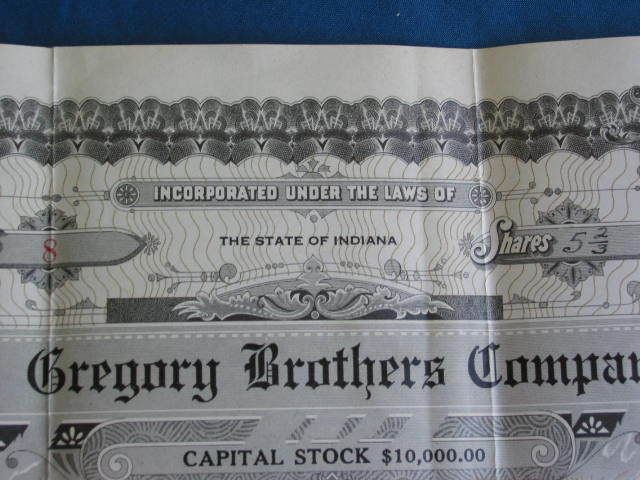 INCORPORATED UNDER THE LAWS OF
8 THE STATE OF INDIANA Shares 5 2/3
Gregory Brothers Compa
CAPITAL STOCK $10,000.00